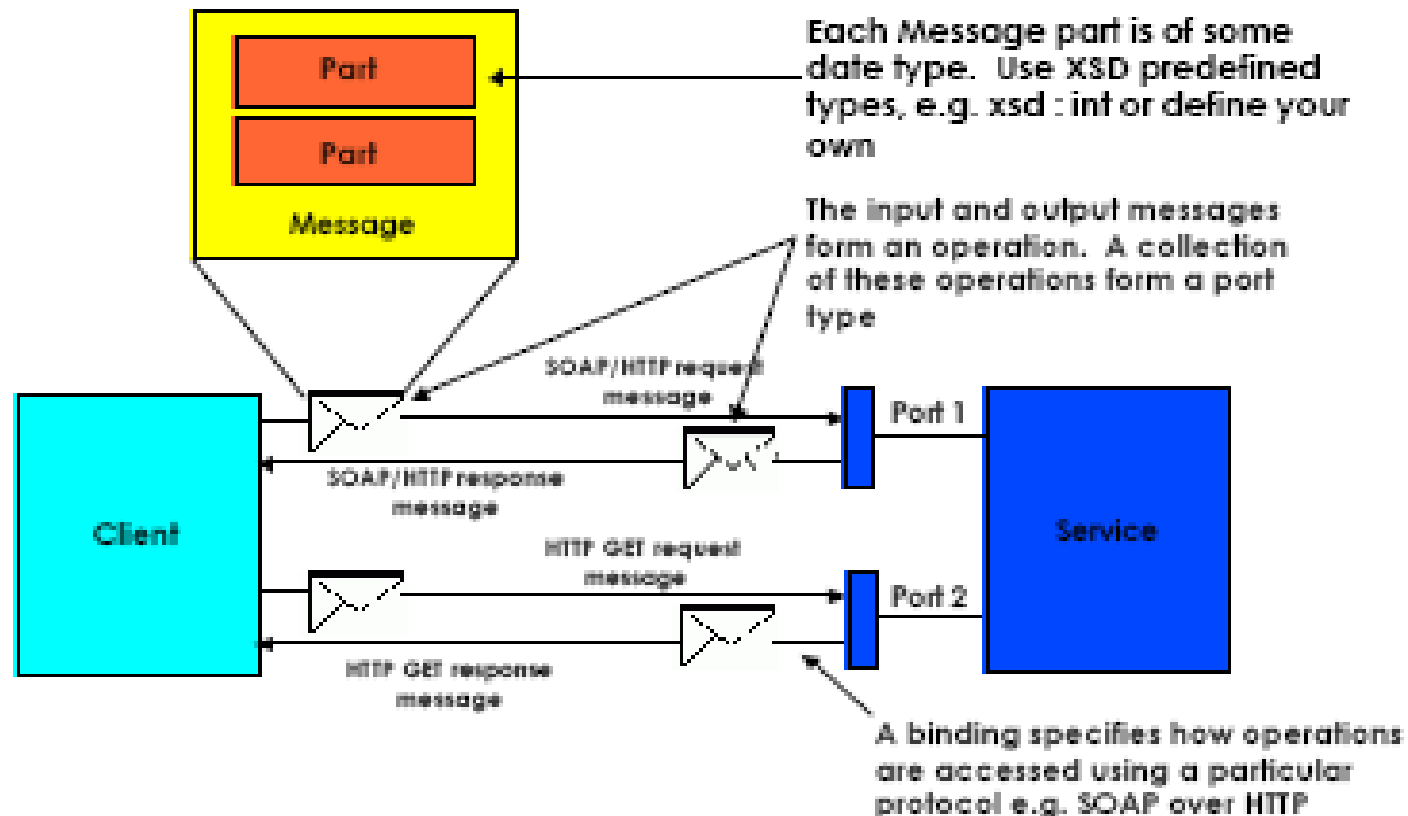 Part
Part
Message
Each Message part is of some
date type. Use XSD predefined
types, e.g. xsd : int or define your
own
The input and output messages
form an operation. A collection
of these operations form a port
type
SOAP/HTTP request
message
SOAP/HTTP response
message
Client
HTTP GET request
message
HTTP GET response
message
Port 1
Port 2
Service
A binding specifies how operations
are accessed using a particular
protocol e.g. SOAP over HTTP